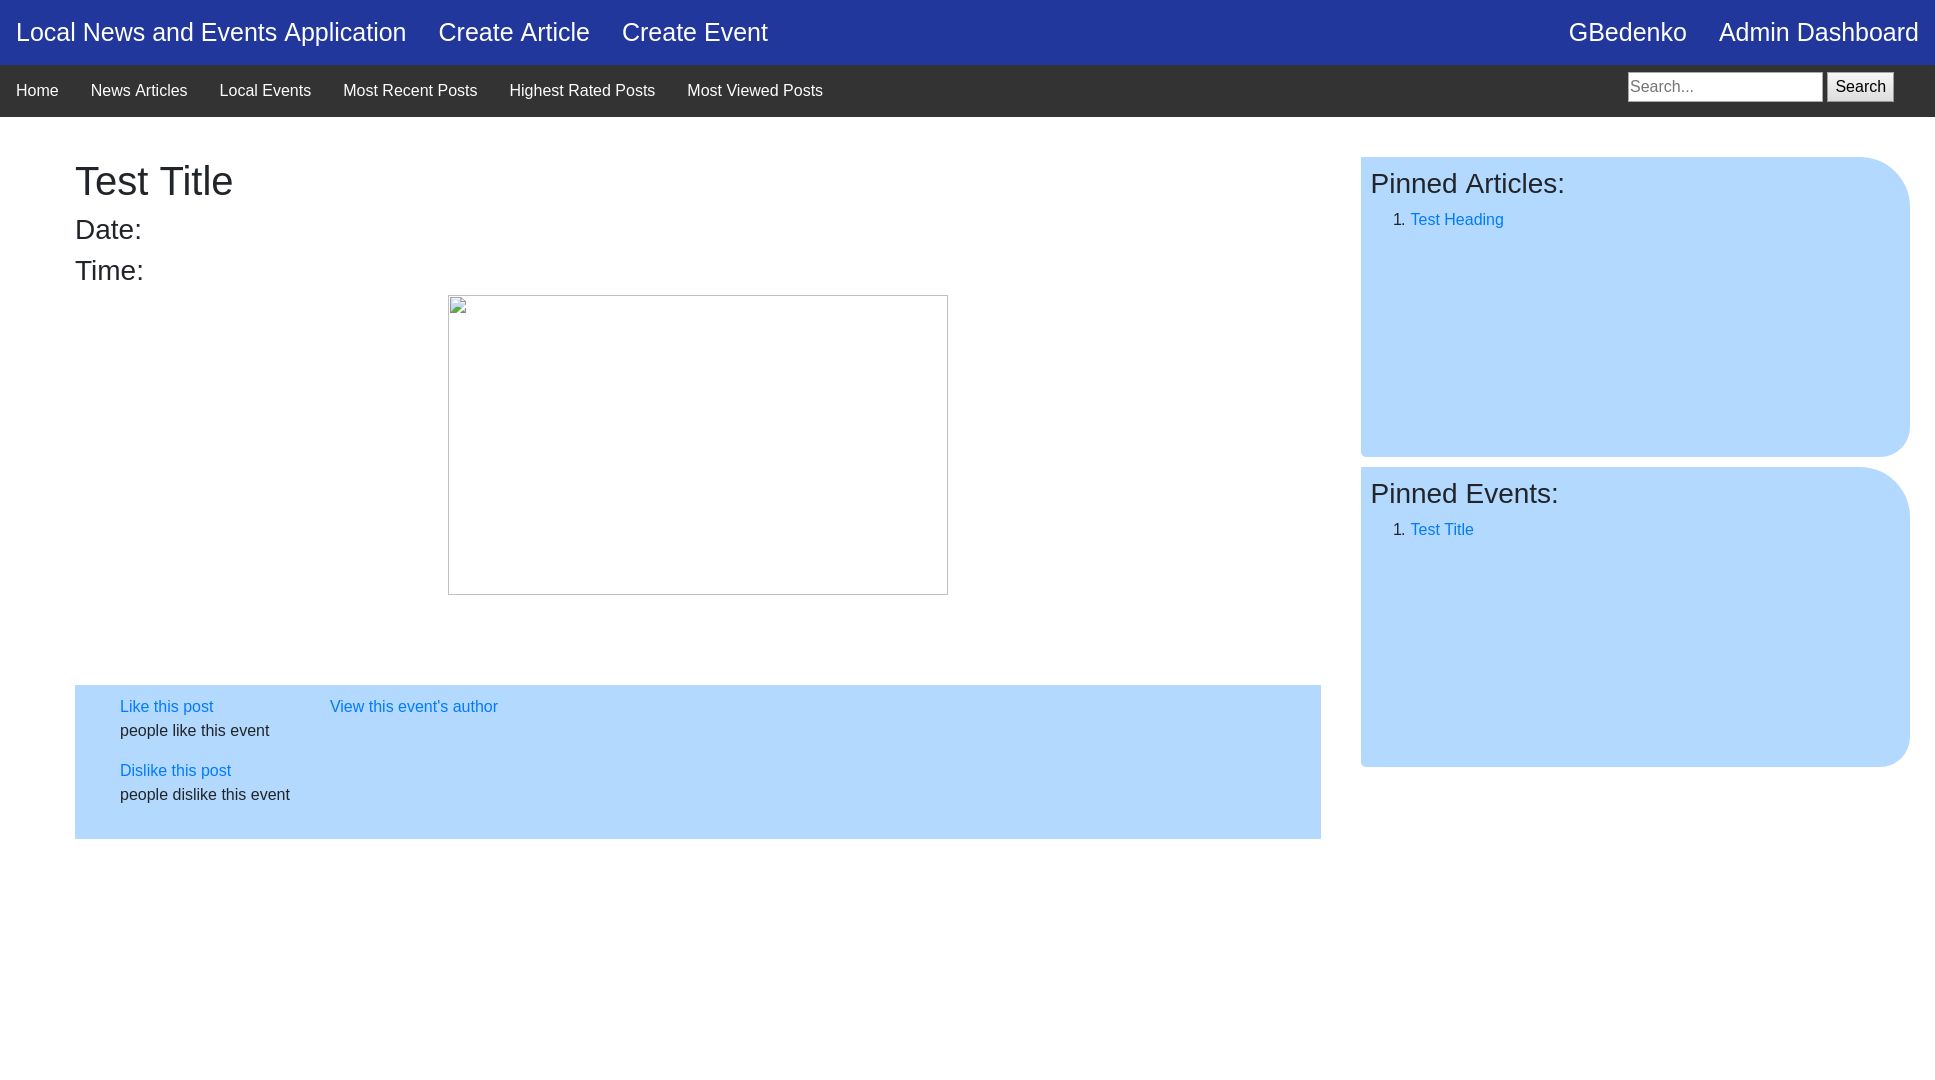 Local News and Events Application Create Article Create Event GBedenko Admin Dashboard
Home News Articles Local Events Most Recent Posts Highest Rated Posts Most Viewed Posts Search... Search
Test Title
Date:
Time:
Like this post View this event's author
people like this event
Dislike this post
people dislike this event
Pinned Articles:
1. Test Heading
Pinned Events:
1. Test Title